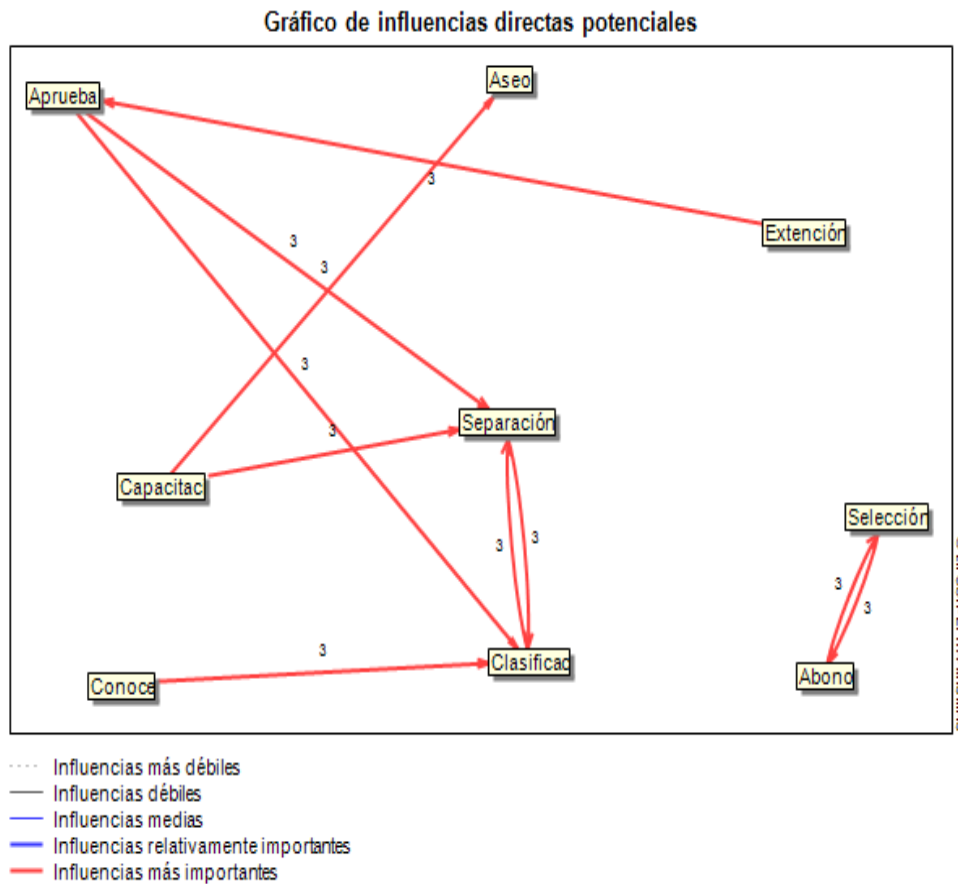 Gráfico de influencias directas potenciales
Aseo
Aprueba
3
Extención
3
3
3
Separación
3
Capacitac
Selección
3
3
3
3
3
Clasificac
Conoce
Abono
Influencias más débiles
Influencias débiles
Influencias medias
Influencias relativamente importantes
Influencias más importantes